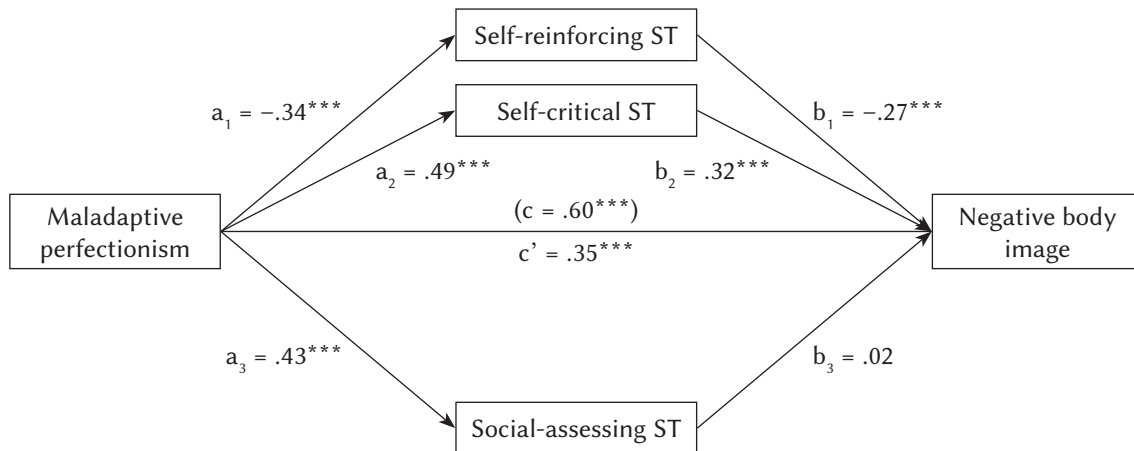 Self-reinforcing ST
a₁ = –.34***
b₁ = –.27***
Self-critical ST
a₂ = .49***
b₂ = .32***
Maladaptive
perfectionism
(c = .60***)
c’ = .35***
Negative body
image
a₃ = .43***
b₃ = .02
Social-assessing ST